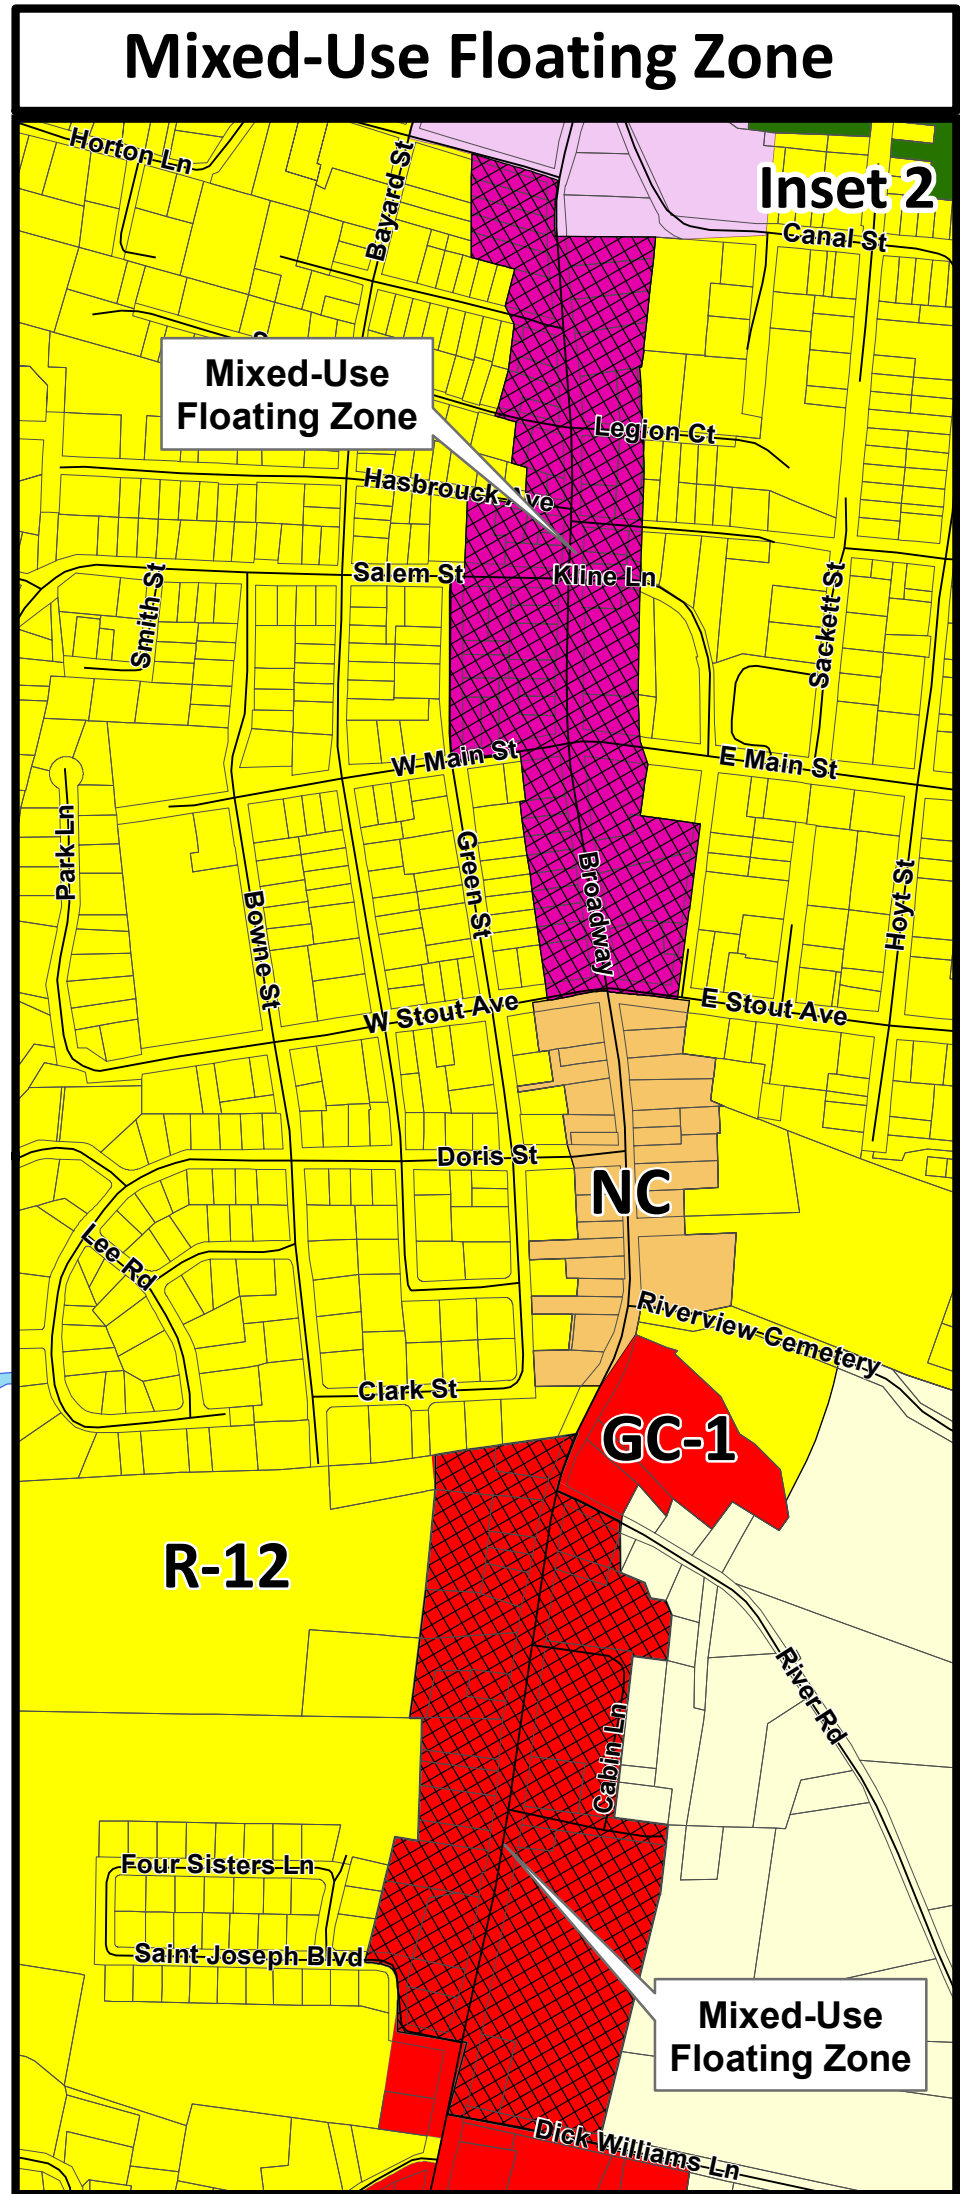 Mixed-Use Floating Zone
Horton Ln
Bayard St
Inset 2
Canal St
Mixed-Use
Floating Zone
Legion Ct
Hasbrouck Ave
Salem St
Kline Ln
Smith St
Sackett St
W Main St
E Main St
Park Ln
Green St
Broadway
Hoyt St
Bowne St
W Stout Ave
E Stout Ave
Doris St
NC
Lee Rd
Riverview Cemetery
Clark St
GC-1
R-12
River Rd
Cabin Ln
Four Sisters Ln
Saint Joseph Blvd
Mixed-Use
Floating Zone
Dick Williams Ln